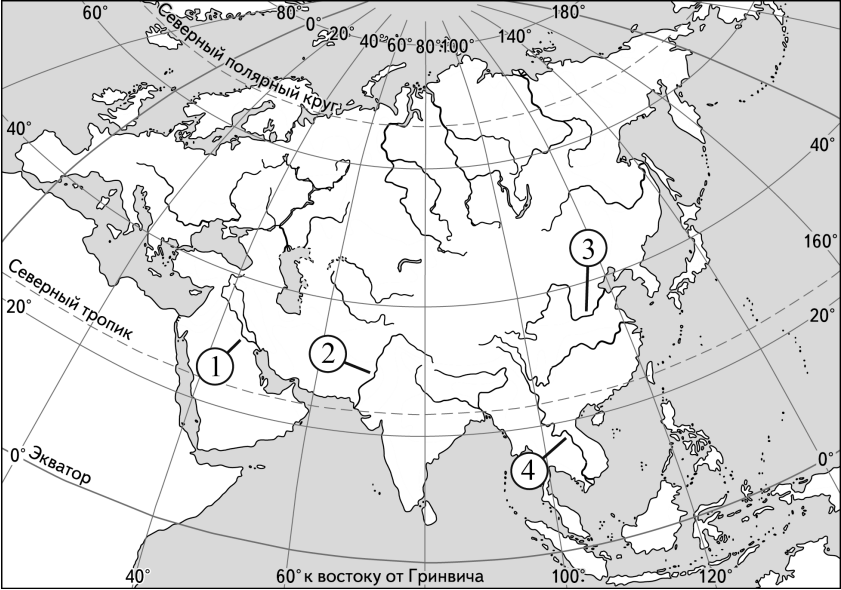 60° 80° 0° 20° 40° 60° 80° 100° 140° 180°
Северный полярный круг
40° 40°
3
160°
Северный тропик
20° 20°
2
1
4
0° Экватор 0°
40° 60° к востоку от Гринвича 100° 120°